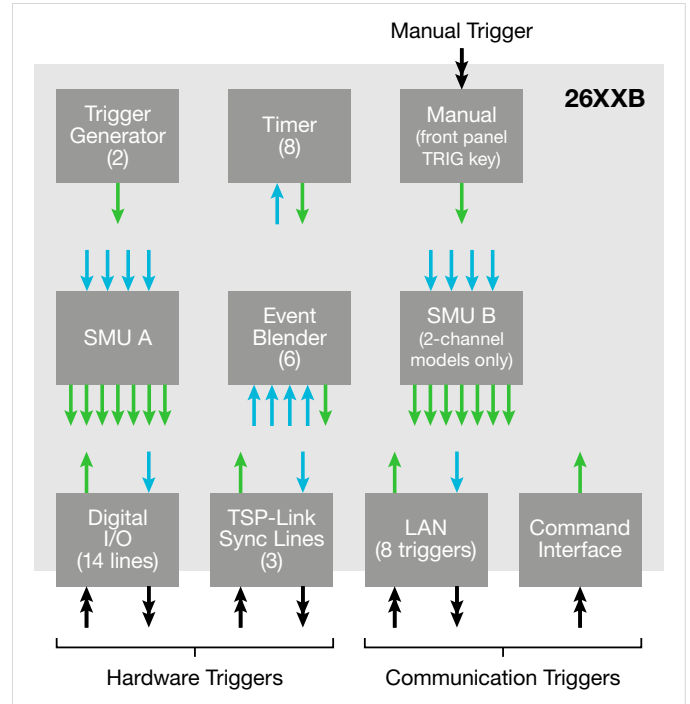 Manual Trigger
26XXB
Trigger
Generator
(2)
Timer
(8)
Manual
(front panel
TRIG key)
SMU A
Event
Blender
(6)
SMU B
(2-channel
models only)
Digital
I/O
(14 lines)
TSP-Link
Sync Lines
(3)
LAN
(8 triggers)
Command
Interface
Hardware Triggers
Communication Triggers